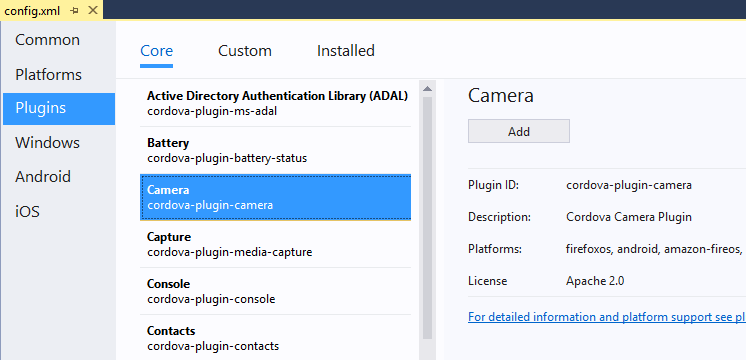 config.xml
Common
Platforms
Plugins
Windows
Android
iOS
Core Custom Installed
Active Directory Authentication Library (ADAL)
cordova-plugin-ms-adal
Battery
cordova-plugin-battery-status
Camera
cordova-plugin-camera
Capture
cordova-plugin-media-capture
Console
cordova-plugin-console
Contacts
cordova-plugin-contacts
Camera
Add
Plugin ID: cordova-plugin-camera
Description: Cordova Camera Plugin
Platforms: firefoxos, android, amazon-fireos,
License Apache 2.0
For detailed information and platform support see pl